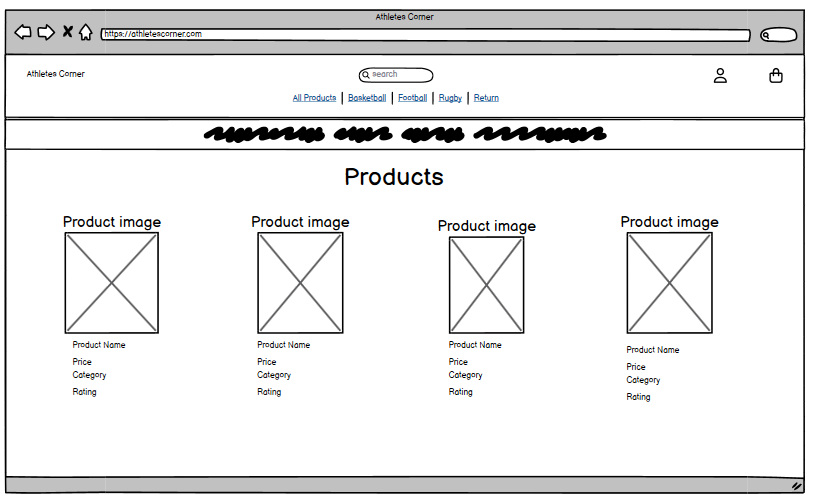 Athletes Corner
https://athletescorner.com
Athletes Corner
search
All Products | Basketball | Football | Rugby | Return
Products
Product image Product image Product image Product image
Product Name Product Name Product Name Product Name
Price Price Price Price
Category Category Category Category
Rating Rating Rating Rating